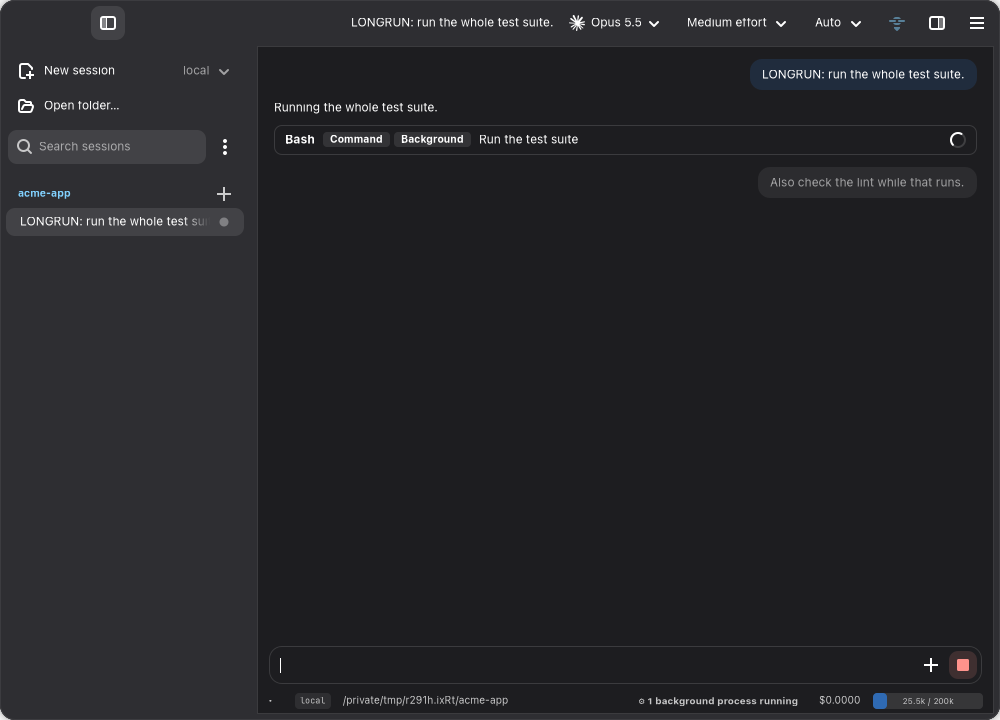 LONGRUN: run the whole test suite.
Opus 5.5
Medium effort
Auto
New session
local
Open folder...
Search sessions
acme-app
LONGRUN: run the whole test su
LONGRUN: run the whole test suite.
Running the whole test suite.
Bash Command Background Run the test suite
Also check the lint while that runs.
local /private/tmp/r291h.ixRt/acme-app
1 background process running
$0.0000
25.5k / 200k